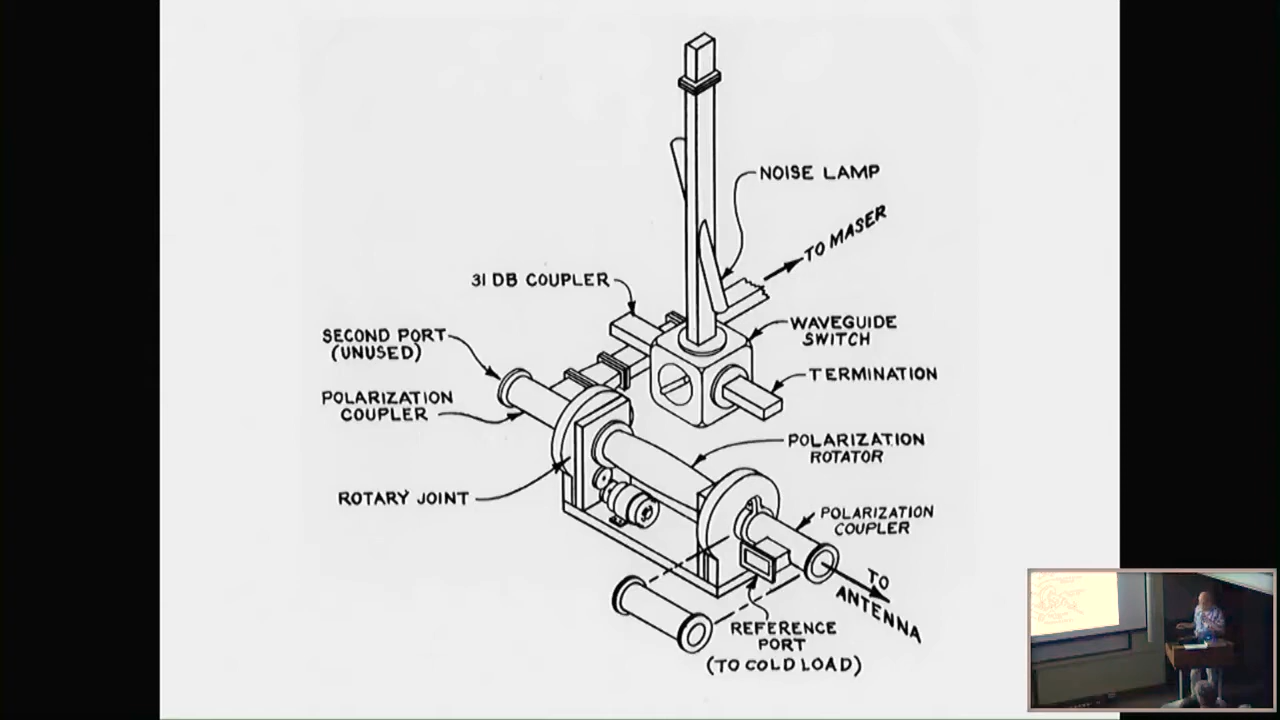 NOISE LAMP
TO MASER
31 DB COUPLER
WAVEGUIDE
SWITCH
SECOND PORT
(UNUSED)
TERMINATION
POLARIZATION
COUPLER
POLARIZATION
ROTATOR
ROTARY JOINT
POLARIZATION
COUPLER
TO
ANTENNA
REFERENCE
PORT
(TO COLD LOAD)